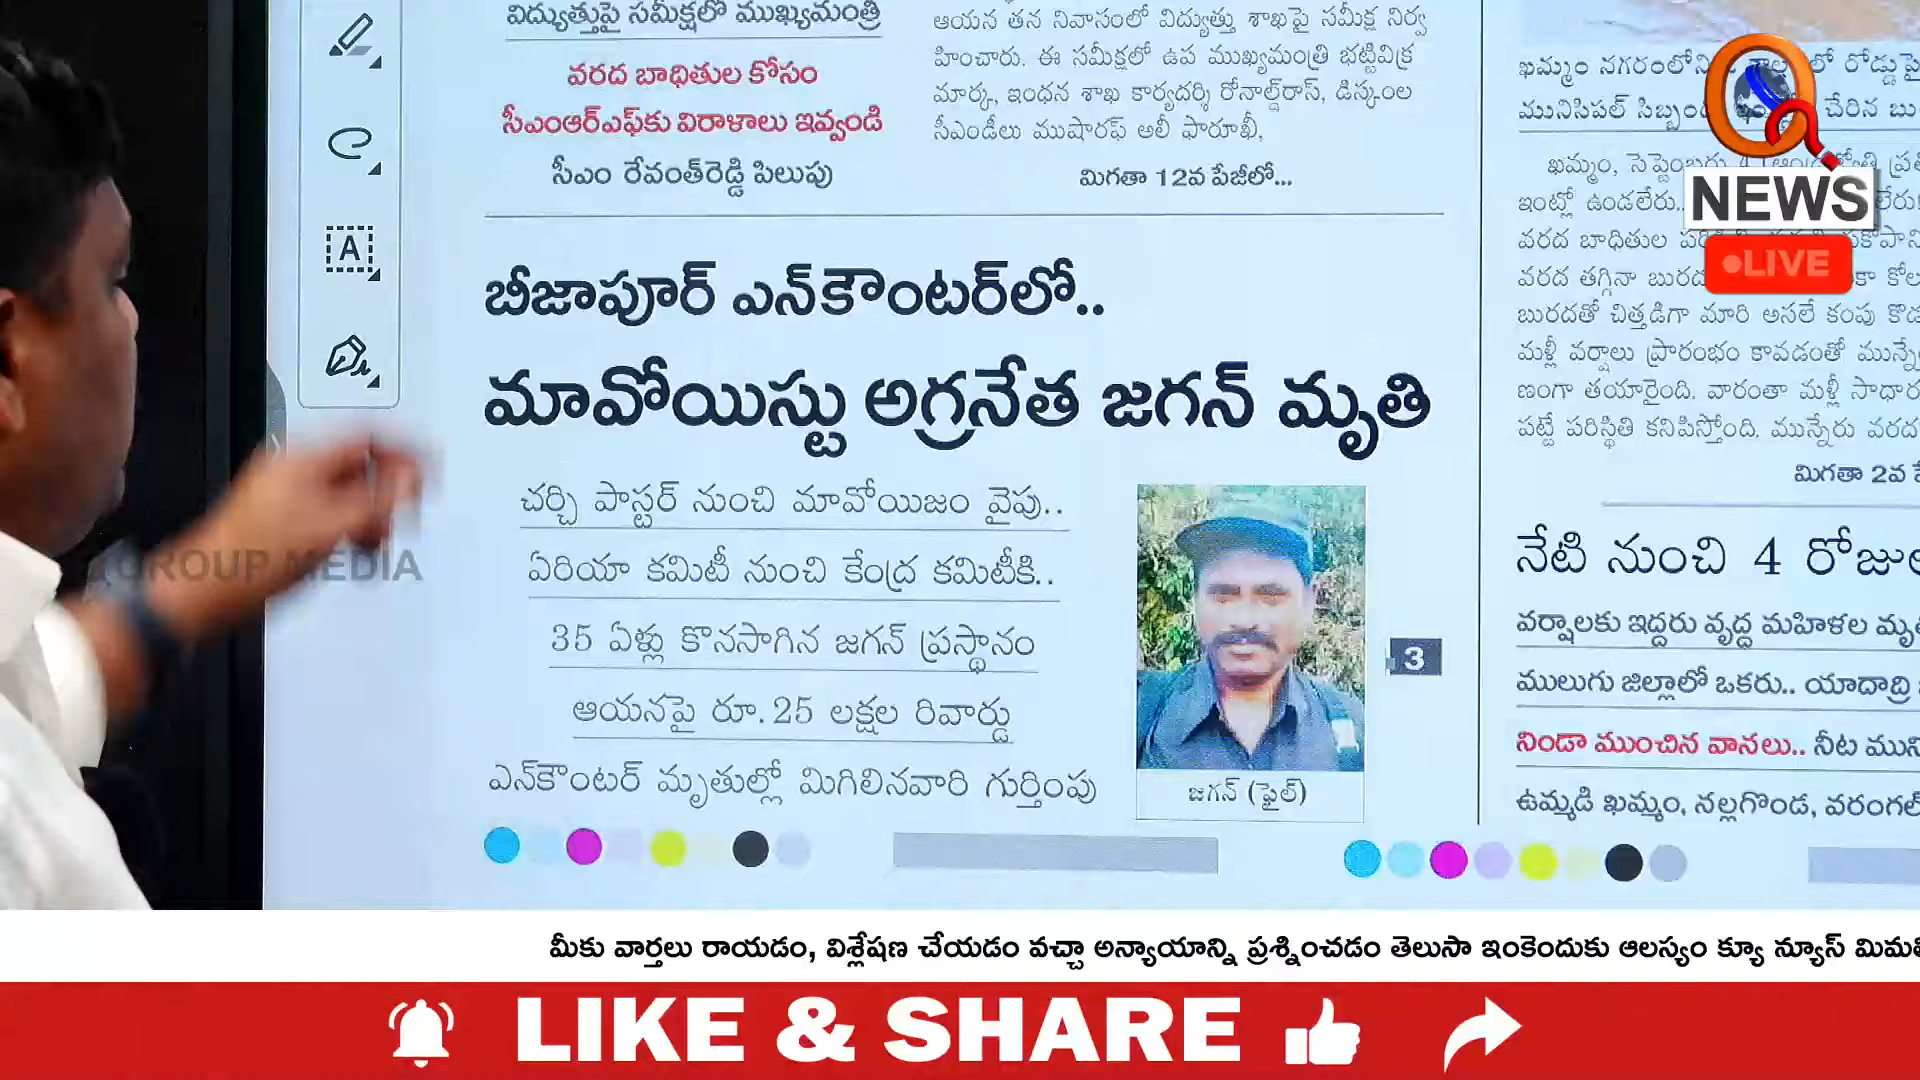 విద్యుత్తుపై సమీక్షలో ముఖ్యమంత్రి
వరద బాధితుల కోసం
సీఎంఆర్ఎఫ్‌కు విరాళాలు ఇవ్వండి
సీఎం రేవంత్‌రెడ్డి పిలుపు
ఆయన తన నివాసంలో విద్యుత్తు శాఖపై సమీక్ష నిర్వ
హించారు. ఈ సమీక్షలో ఉప ముఖ్యమంత్రి భట్టివిక్ర
మార్క, ఇంధన శాఖ కార్యదర్శి రోనాల్డ్‌రాస్, డిస్కంల
సీఎండీలు ముషారఫ్ అలీ ఫారూఖీ,
మిగతా 12వ పేజీలో...
బీజాపూర్ ఎన్‌కౌంటర్‌లో..
మావోయిస్టు అగ్రనేత జగన్ మృతి
చర్చి పాస్టర్ నుంచి మావోయిజం వైపు..
ఏరియా కమిటీ నుంచి కేంద్ర కమిటీకి..
35 ఏళ్లు కొనసాగిన జగన్ ప్రస్థానం
ఆయనపై రూ.25 లక్షల రివార్డు
ఎన్‌కౌంటర్ మృతుల్లో మిగిలినవారి గుర్తింపు
జగన్ (ఫైల్)
3
ఖమ్మం నగరంలోని లో రోడ్డుపై
మునిసిపల్ చేరిన
ఖమ్మం, సెప్టెంబరు 4
ఇంట్లో ఉండలేరు..
వరద బాధితుల
వరద తగ్గినా
బురదతో చిత్తడిగా మారి అసలే కంపు
మళ్లీ వర్షాలు ప్రారంభం కావడంతో
ణంగా తయారైంది. వారంతా మళ్లీ
పట్టే పరిస్థితి కనిపిస్తోంది. మున్నేరు
మిగతా 2వ
నేటి నుంచి 4
వర్షాలకు ఇద్దరు వృద్ధ మహిళల
ములుగు జిల్లాలో ఒకరు.. యాదాద్రి
నిండా ముంచిన వానలు.. నీట
ఉమ్మడి ఖమ్మం, నల్లగొండ,
Q
NEWS
LIVE
GROUP MEDIA
A
మీకు వార్తలు రాయడం, విశ్లేషణ చేయడం వచ్చా అన్యాయాన్ని ప్రశ్నించడం తెలుసా ఇంకెందుకు ఆలస్యం క్యూ న్యూస్
LIKE & SHARE